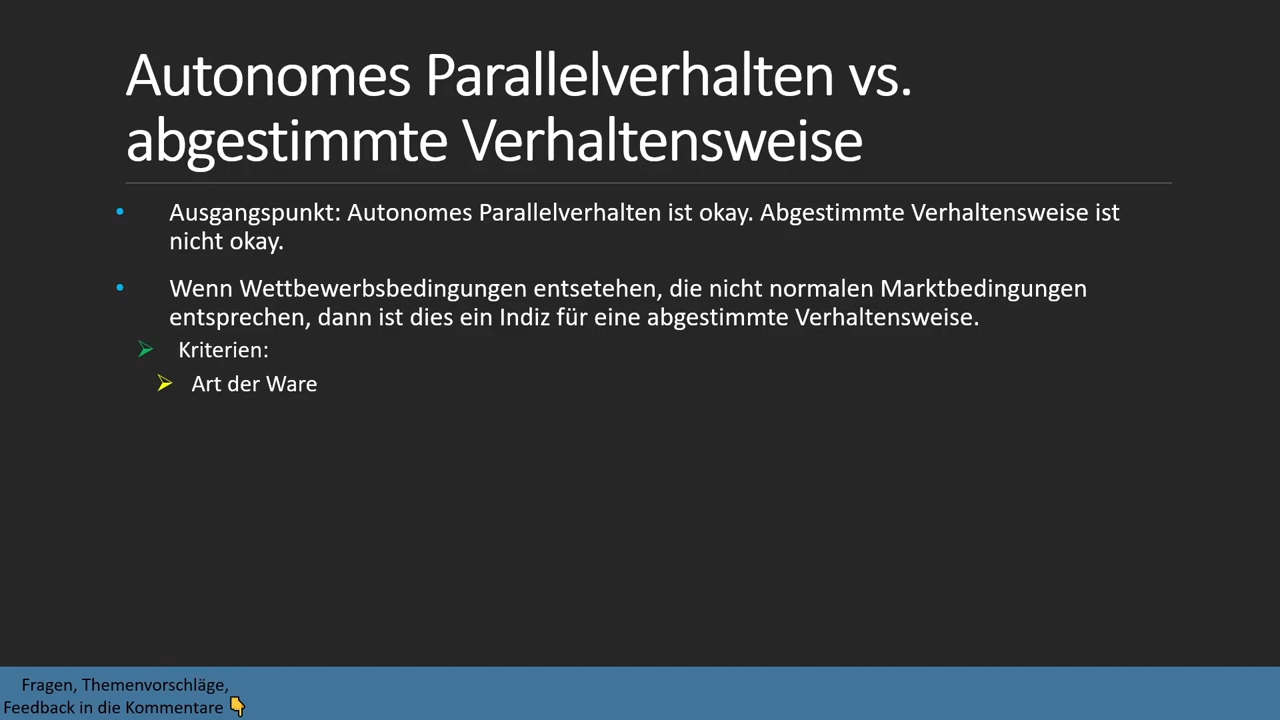 Autonomes Parallelverhalten vs.
abgestimmte Verhaltensweise
Ausgangspunkt: Autonomes Parallelverhalten ist okay. Abgestimmte Verhaltensweise ist
nicht okay.
Wenn Wettbewerbsbedingungen entsetehen, die nicht normalen Marktbedingungen
entsprechen, dann ist dies ein Indiz für eine abgestimmte Verhaltensweise.
Kriterien:
Art der Ware
Fragen, Themenvorschläge,
Feedback in die Kommentare 👇